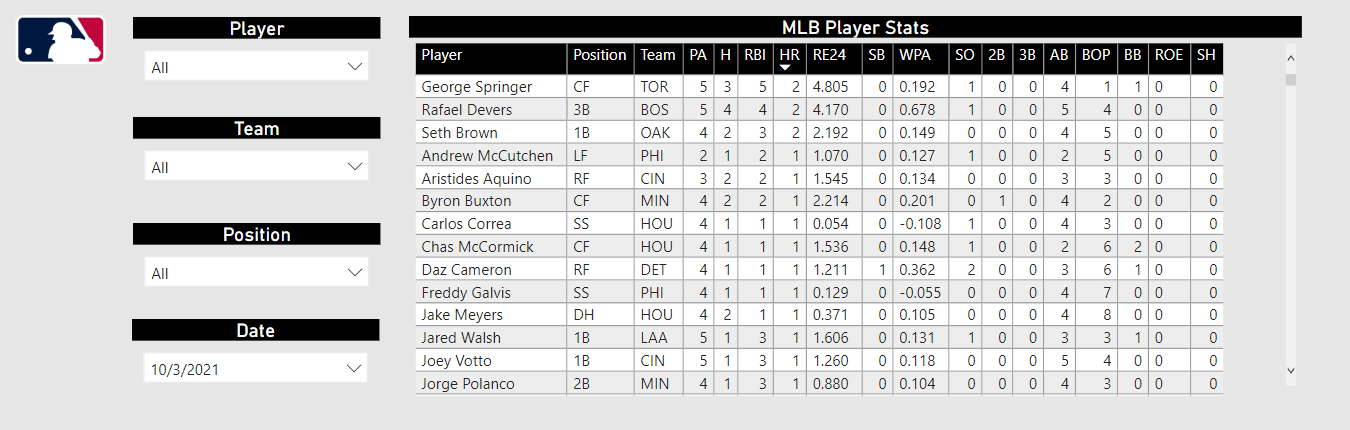 Player
All
Team
All
Position
All
Date
10/3/2021
MLB Player Stats
Player Position Team PA H RBI HR RE24 SB WPA SO 2B 3B AB BOP BB ROE SH
George Springer CF TOR 5 3 5 2 4.805 0 0.192 1 0 0 4 1 1 0 0
Rafael Devers 3B BOS 5 4 4 2 4.170 0 0.678 1 0 0 5 4 0 0 0
Seth Brown 1B OAK 4 2 3 2 2.192 0 0.149 0 0 0 4 5 0 0 0
Andrew McCutchen LF PHI 2 1 2 1 1.070 0 0.127 1 0 0 2 5 0 0 0
Aristides Aquino RF CIN 3 2 2 1 1.545 0 0.134 0 0 0 3 3 0 0 0
Byron Buxton CF MIN 4 2 2 1 2.214 0 0.201 0 1 0 4 2 0 0 0
Carlos Correa SS HOU 4 1 1 1 0.054 0 -0.108 1 0 0 4 3 0 0 0
Chas McCormick CF HOU 4 1 1 1 1.536 0 0.148 1 0 0 2 6 2 0 0
Daz Cameron RF DET 4 1 1 1 1.211 1 0.362 2 0 0 3 6 1 0 0
Freddy Galvis SS PHI 4 1 1 1 0.129 0 -0.055 0 0 0 4 7 0 0 0
Jake Meyers DH HOU 4 2 1 1 0.371 0 0.105 0 0 0 4 8 0 0 0
Jared Walsh 1B LAA 5 1 3 1 1.606 0 0.131 1 0 0 3 3 1 0 0
Joey Votto 1B CIN 5 1 3 1 1.260 0 0.118 0 0 0 5 4 0 0 0
Jorge Polanco 2B MIN 4 1 3 1 0.880 0 0.104 0 0 0 4 3 0 0 0